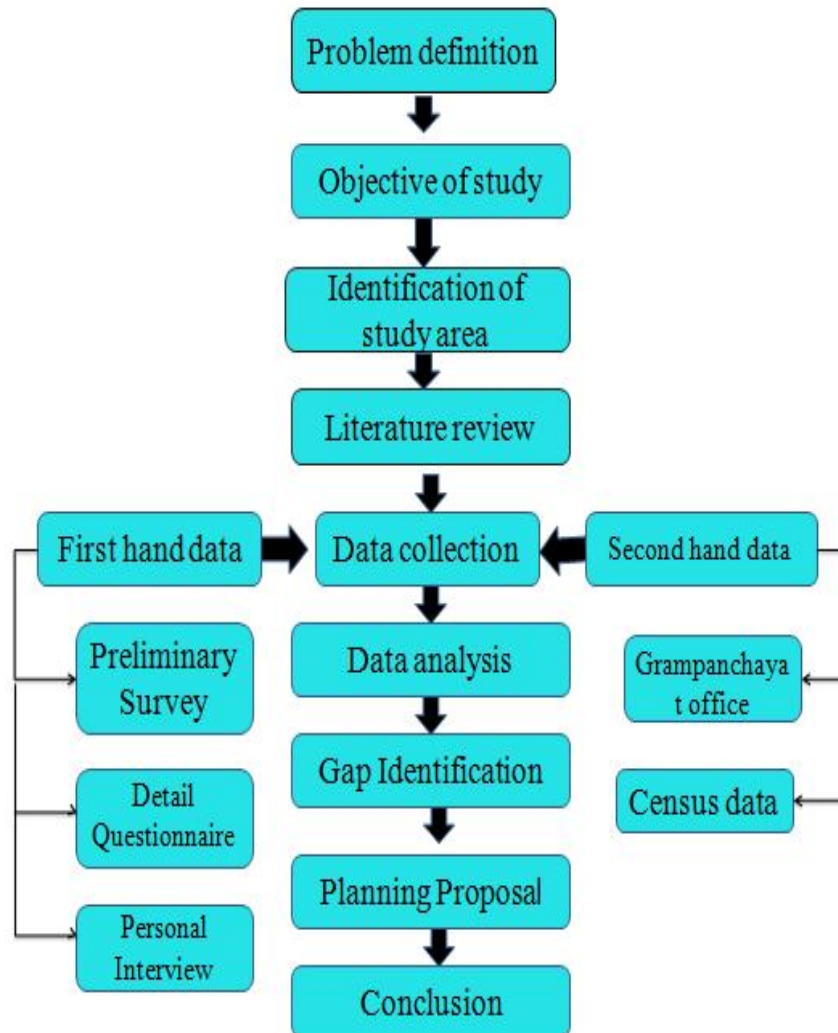 Problem definition
Objective of study
Identification of
study area
Literature review
First hand data
Data collection
Second hand data
Preliminary
Survey
Data analysis
Grampanchaya
t office
Detail
Questionnaire
Gap Identification
Census data
Planning Proposal
Personal
Interview
Conclusion